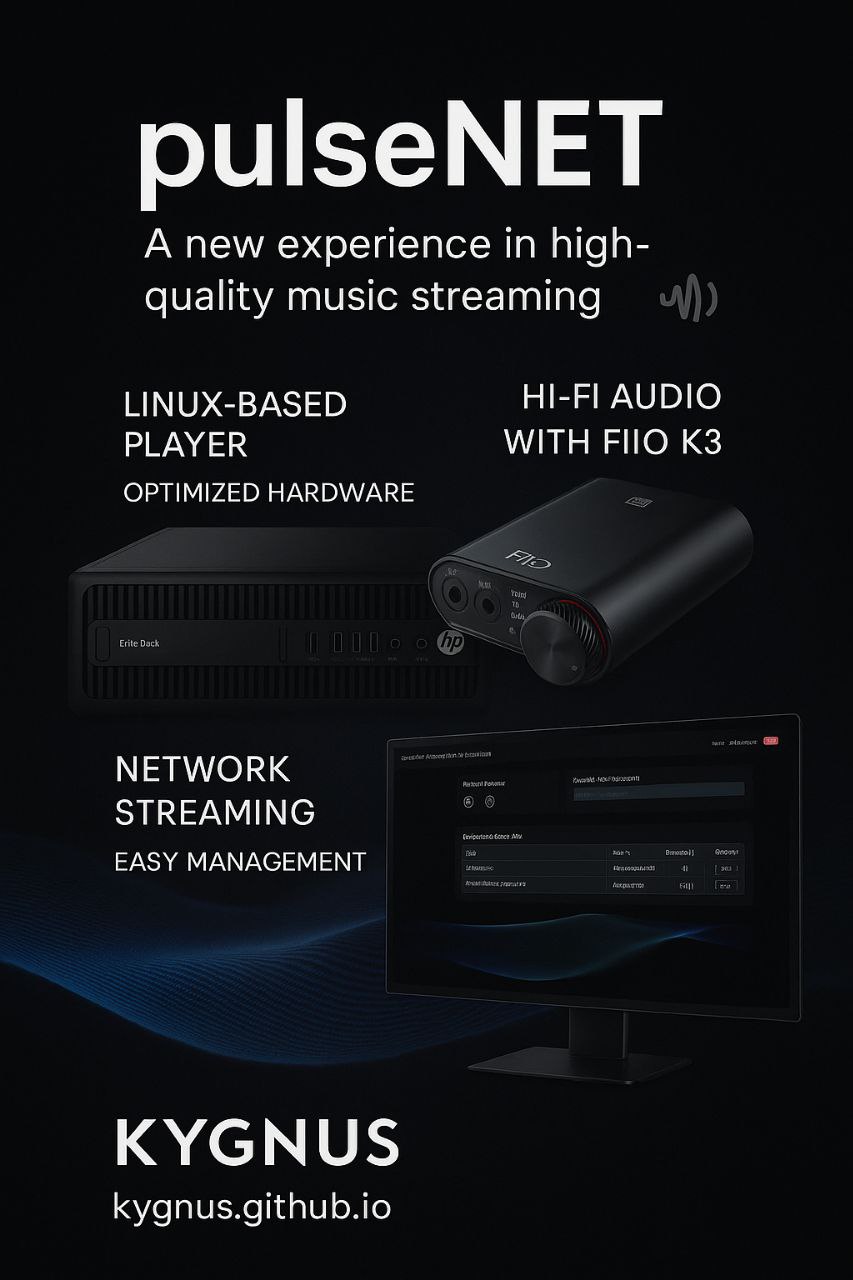 pulseNET
A new experience in high-
quality music streaming
LINUX-BASED
PLAYER
OPTIMIZED HARDWARE
HI-FI AUDIO
WITH FIIO K3
FIIO
Erite Dack
hp
NETWORK
STREAMING
EASY MANAGEMENT
KYGNUS
kygnus.github.io